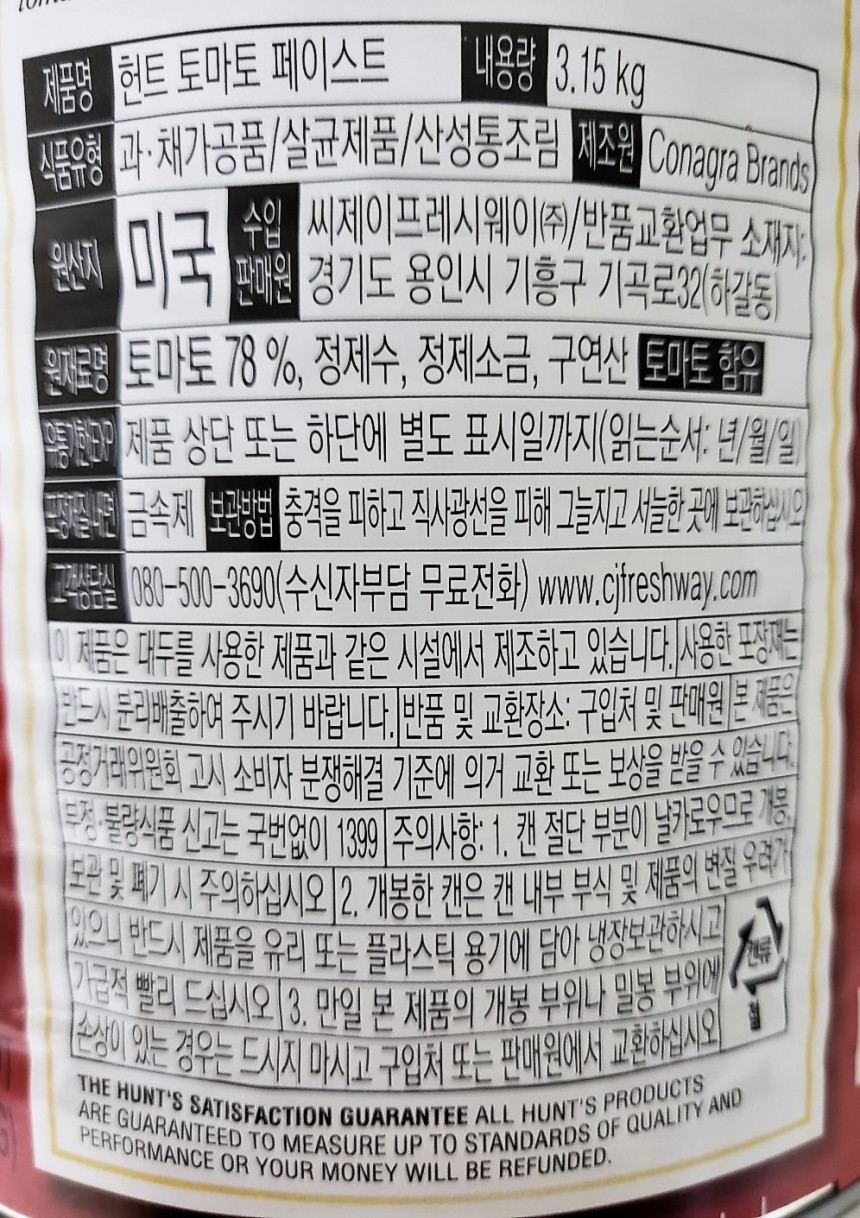 제품명 헌트 토마토 페이스트 내용량 3.15 kg
식품유형 과·채가공품/살균제품/산성통조림 제조원 Conagra Brands
원산지 미국 수입 판매원 씨제이프레시웨이㈜/반품교환업무 소재지:
경기도 용인시 기흥구 기곡로32(하갈동)
원재료명 토마토 78 %, 정제수, 정제소금, 구연산 토마토 함유
유통기한EXP 제품 상단 또는 하단에 별도 표시일까지(읽는순서: 년/월/일)
포장재질내면 금속제 보관방법 충격을 피하고 직사광선을 피해 그늘지고 서늘한 곳에 보관하십시오
고객상담실 080-500-3690(수신자부담 무료전화) www.cjfreshway.com
이 제품은 대두를 사용한 제품과 같은 시설에서 제조하고 있습니다.|사용한 포장재는
반드시 분리배출하여 주시기 바랍니다.|반품 및 교환장소: 구입처 및 판매원|본 제품은
공정거래위원회 고시 소비자 분쟁해결 기준에 의거 교환 또는 보상을 받을 수 있습니다.
부정·불량식품 신고는 국번없이 1399|주의사항: 1. 캔 절단 부분이 날카로우므로 개봉,
보관 및 폐기 시 주의하십시오|2. 개봉한 캔은 캔 내부 부식 및 제품의 변질 우려가
있으니 반드시 제품을 유리 또는 플라스틱 용기에 담아 냉장보관하시고
가급적 빨리 드십시오|3. 만일 본 제품의 개봉 부위나 밀봉 부위에
손상이 있는 경우는 드시지 마시고 구입처 또는 판매원에서 교환하십시오
캔류
철
THE HUNT'S SATISFACTION GUARANTEE ALL HUNT'S PRODUCTS
ARE GUARANTEED TO MEASURE UP TO STANDARDS OF QUALITY AND
PERFORMANCE OR YOUR MONEY WILL BE REFUNDED.